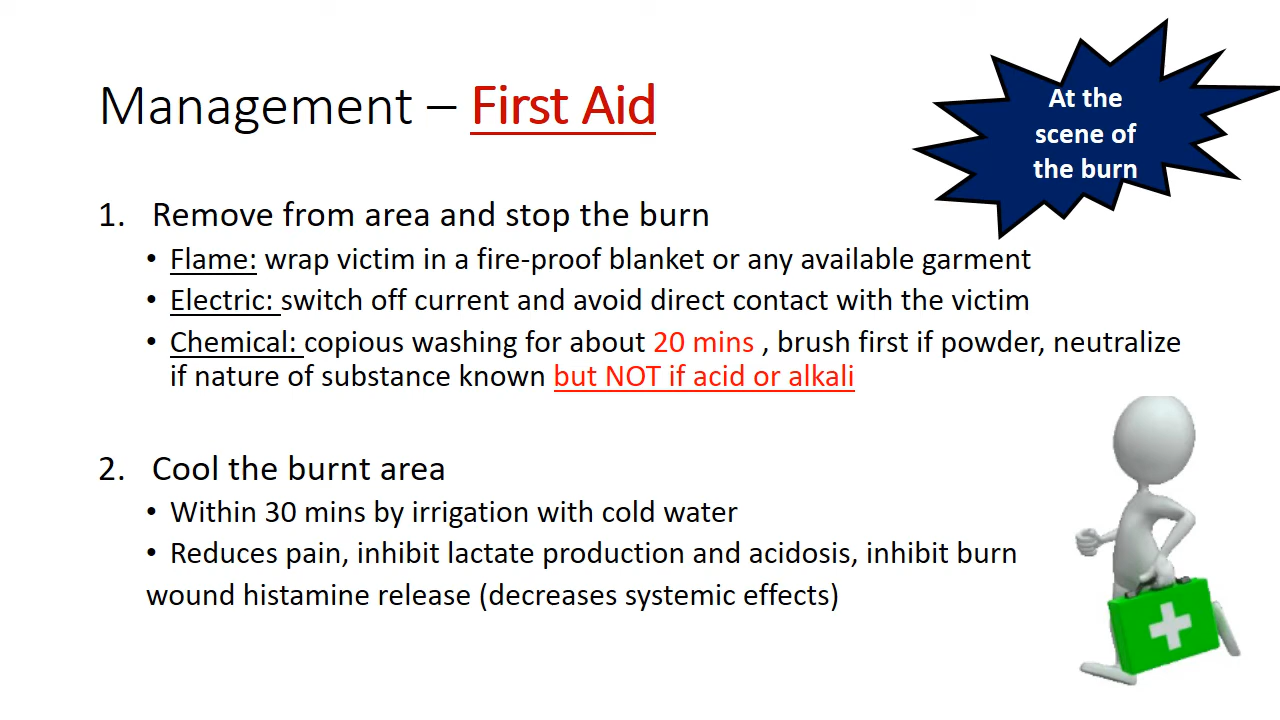 Management – First Aid
At the
scene of
the burn
1. Remove from area and stop the burn
• Flame: wrap victim in a fire-proof blanket or any available garment
• Electric: switch off current and avoid direct contact with the victim
• Chemical: copious washing for about 20 mins , brush first if powder, neutralize
if nature of substance known but NOT if acid or alkali
2. Cool the burnt area
• Within 30 mins by irrigation with cold water
• Reduces pain, inhibit lactate production and acidosis, inhibit burn
wound histamine release (decreases systemic effects)